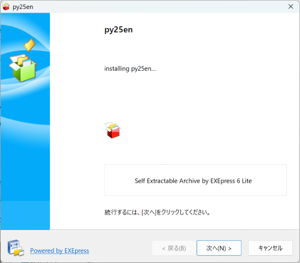 py25en
py25en
installing py25en...
Self Extractable Archive by EXEpress 6 Lite
続行するには、[次へ]をクリックしてください。
Powered by EXEpress
< 戻る(B)
次へ(N) >
キャンセル